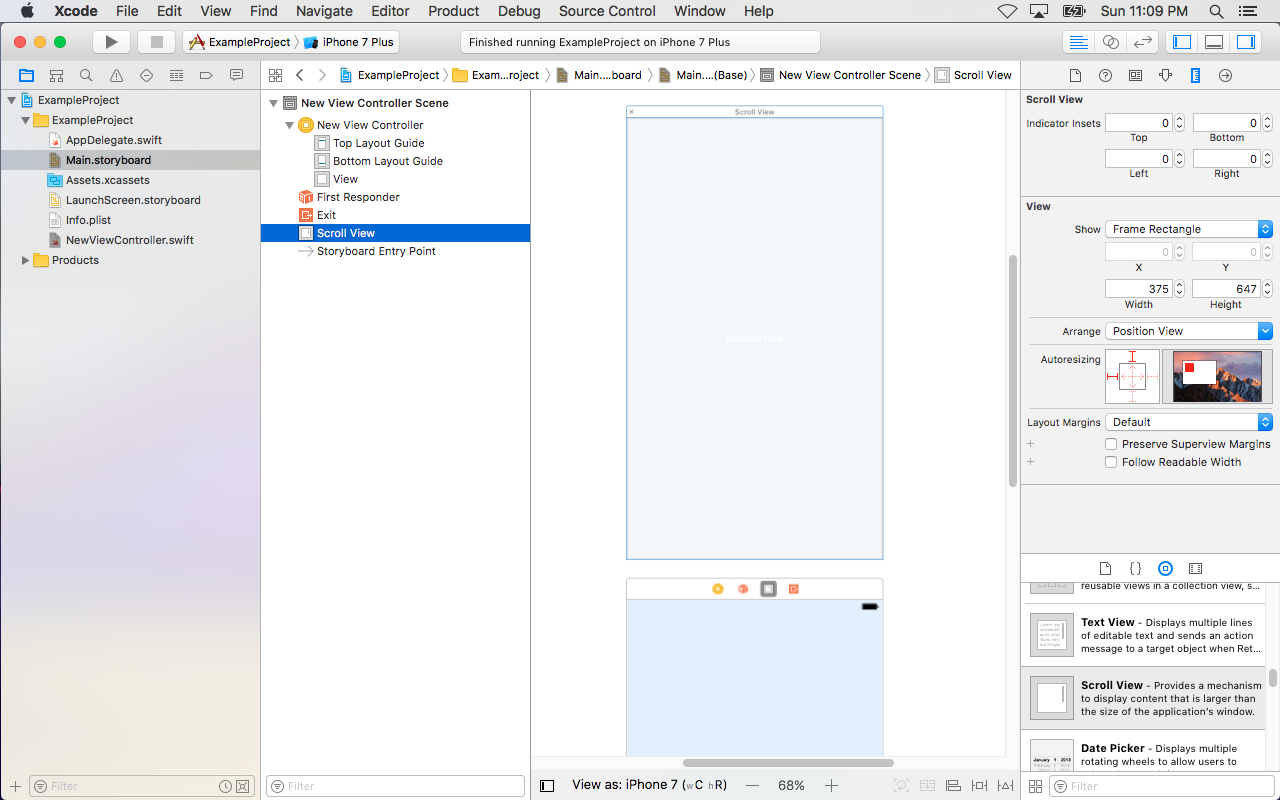 Xcode File Edit View Find Navigate Editor Product Debug Source Control Window Help Sun 11:09 PM
ExampleProject iPhone 7 Plus Finished running ExampleProject on iPhone 7 Plus
ExampleProject Exam...roject Main....board Main....(Base) New View Controller Scene Scroll View
ExampleProject
ExampleProject
AppDelegate.swift
Main.storyboard
Assets.xcassets
LaunchScreen.storyboard
Info.plist
NewViewController.swift
Products
Filter
New View Controller Scene
New View Controller
Top Layout Guide
Bottom Layout Guide
View
First Responder
Exit
Scroll View
Storyboard Entry Point
Filter
Scroll View
UIScrollView
View as: iPhone 7 (wC hR) 68%
Scroll View
Indicator Insets 0 0
Top Bottom
0 0
Left Right
View
Show Frame Rectangle
0 0
X Y
375 647
Width Height
Arrange Position View
Autoresizing
Layout Margins Default
Preserve Superview Margins
Follow Readable Width
reusable views in a collection view, s...
Text View - Displays multiple lines
of editable text and sends an action
message to a target object when Ret...
Scroll View - Provides a mechanism
to display content that is larger than
the size of the application's window.
Date Picker - Displays multiple
rotating wheels to allow users to
Filter